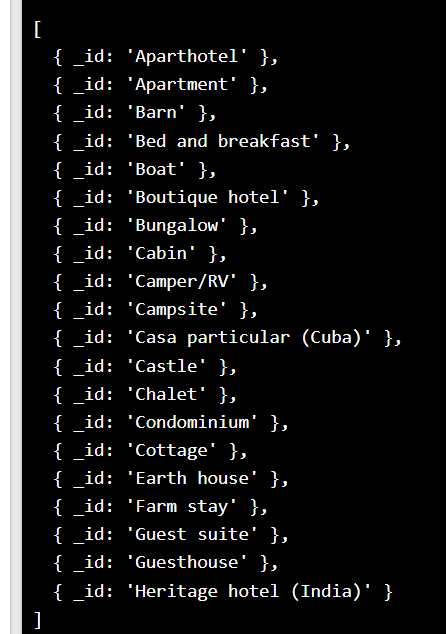 [
{ _id: 'Aparthotel' },
{ _id: 'Apartment' },
{ _id: 'Barn' },
{ _id: 'Bed and breakfast' },
{ _id: 'Boat' },
{ _id: 'Boutique hotel' },
{ _id: 'Bungalow' },
{ _id: 'Cabin' },
{ _id: 'Camper/RV' },
{ _id: 'Campsite' },
{ _id: 'Casa particular (Cuba)' },
{ _id: 'Castle' },
{ _id: 'Chalet' },
{ _id: 'Condominium' },
{ _id: 'Cottage' },
{ _id: 'Earth house' },
{ _id: 'Farm stay' },
{ _id: 'Guest suite' },
{ _id: 'Guesthouse' },
{ _id: 'Heritage hotel (India)' }
]